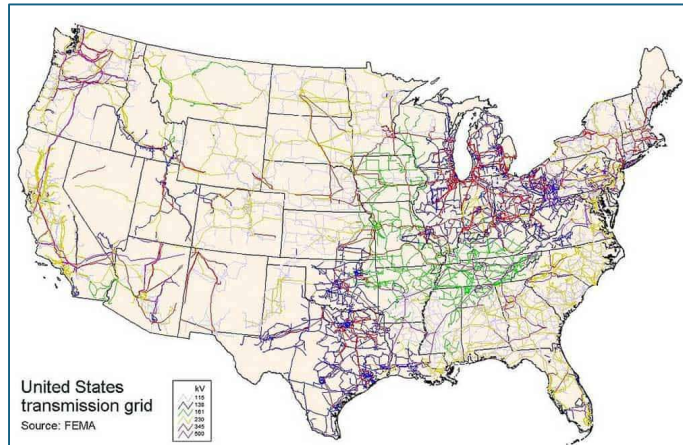 United States
transmission grid
Source: FEMA
kV
115
138
161
230
345
500